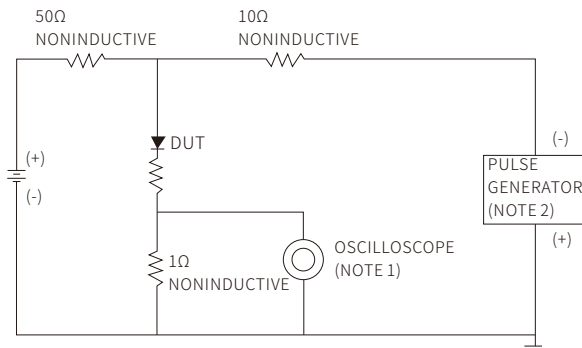 50Ω
NONINDUCTIVE
10Ω
NONINDUCTIVE
DUT
(+)
(-)
(-)
PULSE
GENERATOR
(NOTE 2)
(+)
OSCILLOSCOPE
(NOTE 1)
1Ω
NONINDUCTIVE